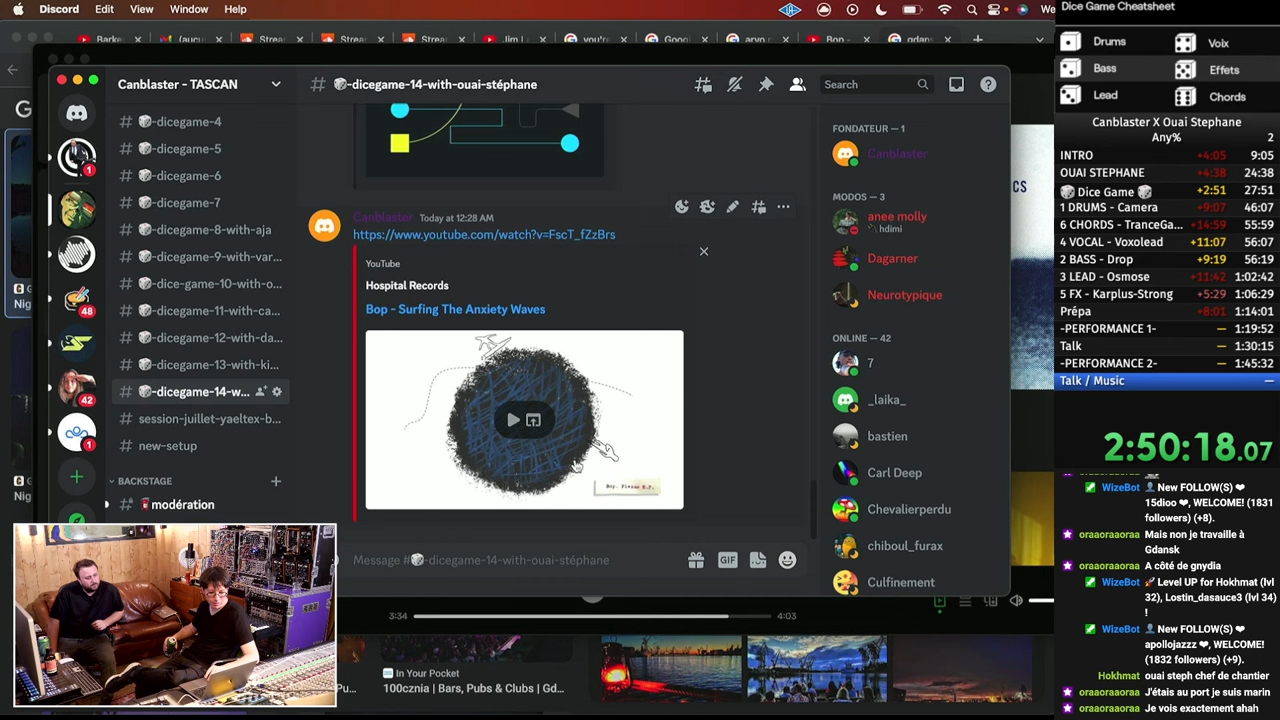 Discord Edit View Window Help
Dice Game Cheatsheet
Drums Voix
Bass Effets
Lead Chords
Canblaster X Ouai Stephane
Any% 2
INTRO +4:05 9:05
OUAI STEPHANE +4:38 24:38
Dice Game +2:51 27:51
1 DRUMS - Camera +9:07 46:07
6 CHORDS - TranceGa... +14:59 55:59
4 VOCAL - Voxolead +11:07 56:07
2 BASS - Drop +9:19 56:19
3 LEAD - Osmose +11:42 1:02:42
5 FX - Karplus-Strong +5:29 1:06:29
Prépa +8:01 1:14:01
-PERFORMANCE 1- — 1:19:52
Talk — 1:30:15
-PERFORMANCE 2- — 1:45:32
Talk / Music —
2:50:18.07
WizeBot New FOLLOW(S)
15dioo , WELCOME! (1831
followers) (+8).
oraaoraaoraa Mais non je travaille à
Gdańsk
oraaoraaoraa A côté de gnydia
WizeBot Level UP for Hokhmat (lvl
32), Lostin_dasauce3 (lvl 34)
!
WizeBot New FOLLOW(S)
apollojazzz , WELCOME!
(1832 followers) (+9).
Hokhmat ouai steph chef de chantier
oraaoraaoraa Jsuis au port je suis marin
oraaoraaoraa Je vois exactement ahah
Canblaster - TASCAN
# -dicegame-4
# -dicegame-5
# -dicegame-6
# -dicegame-7
# -dicegame-8-with-aja
# -dicegame-9-with-var...
# -dice-game-10-with-o...
# -dicegame-11-with-ca...
# -dicegame-12-with-da...
# -dicegame-13-with-ki...
# -dicegame-14-w...
# session-juillet-yaeltex-b...
# new-setup
BACKSTAGE
# modération
1
48
42
1
# -dicegame-14-with-ouai-stéphane
Search
Canblaster Today at 12:28 AM
https://www.youtube.com/watch?v=FscT_fZzBrs
YouTube
Hospital Records
Bop - Surfing The Anxiety Waves
Message # -dicegame-14-with-ouai-stéphane
GIF
FONDATEUR — 1
Canblaster
MODOS — 3
anee molly
hdimi
Dagarner
Neurotypique
ONLINE — 42
7
_laika_
bastien
Carl Deep
Chevalierperdu
chiboul_furax
Culfinement
3:34 4:03
In Your Pocket
100cznia | Bars, Pubs & Clubs | Gd...